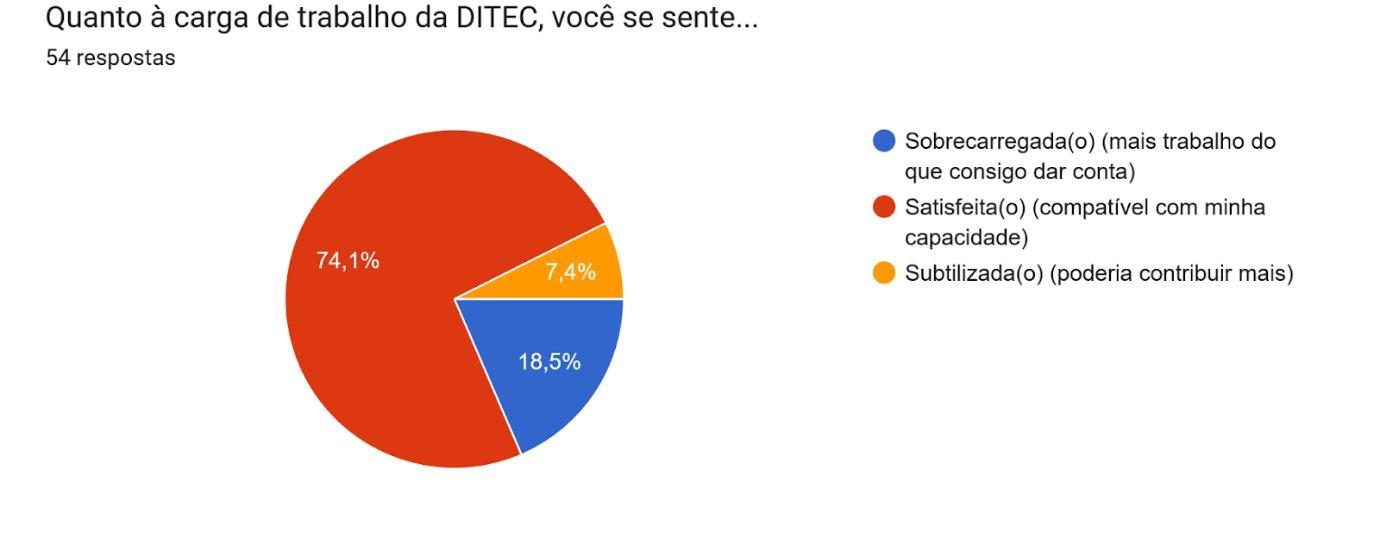 Quanto à carga de trabalho da DITEC, você se sente...
54 respostas
74,1%
7,4%
18,5%
Sobrecarregada(o) (mais trabalho do
que consigo dar conta)
Satisfeita(o) (compatível com minha
capacidade)
Subtilizada(o) (poderia contribuir mais)